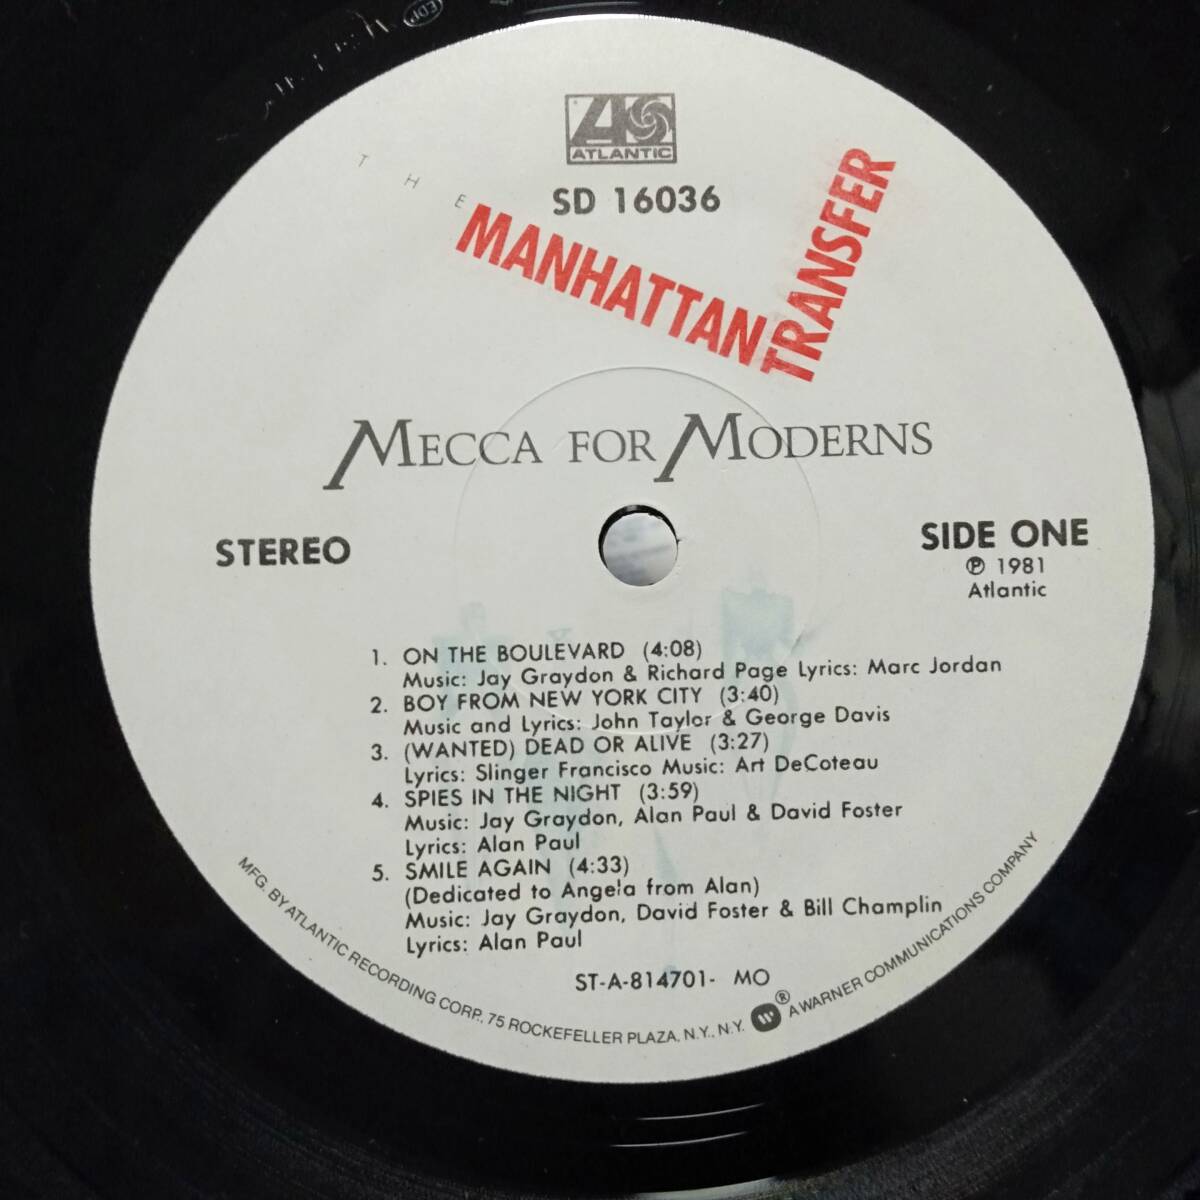 EDP
ATLANTIC
SD 16036
THE
MANHATTAN
TRANSFER
MECCA FOR MODERNS
STEREO
SIDE ONE
℗ 1981
Atlantic
1. ON THE BOULEVARD (4:08)
Music: Jay Graydon & Richard Page Lyrics: Marc Jordan
2. BOY FROM NEW YORK CITY (3:40)
Music and Lyrics: John Taylor & George Davis
3. (WANTED) DEAD OR ALIVE (3:27)
Lyrics: Slinger Francisco Music: Art DeCoteau
4. SPIES IN THE NIGHT (3:59)
Music: Jay Graydon, Alan Paul & David Foster
Lyrics: Alan Paul
5. SMILE AGAIN (4:33)
(Dedicated to Angela from Alan)
Music: Jay Graydon, David Foster & Bill Champlin
Lyrics: Alan Paul
ST-A-814701- MO
MFG. BY ATLANTIC RECORDING CORP., 75 ROCKEFELLER PLAZA, N.Y., N.Y. ® A WARNER COMMUNICATIONS COMPANY